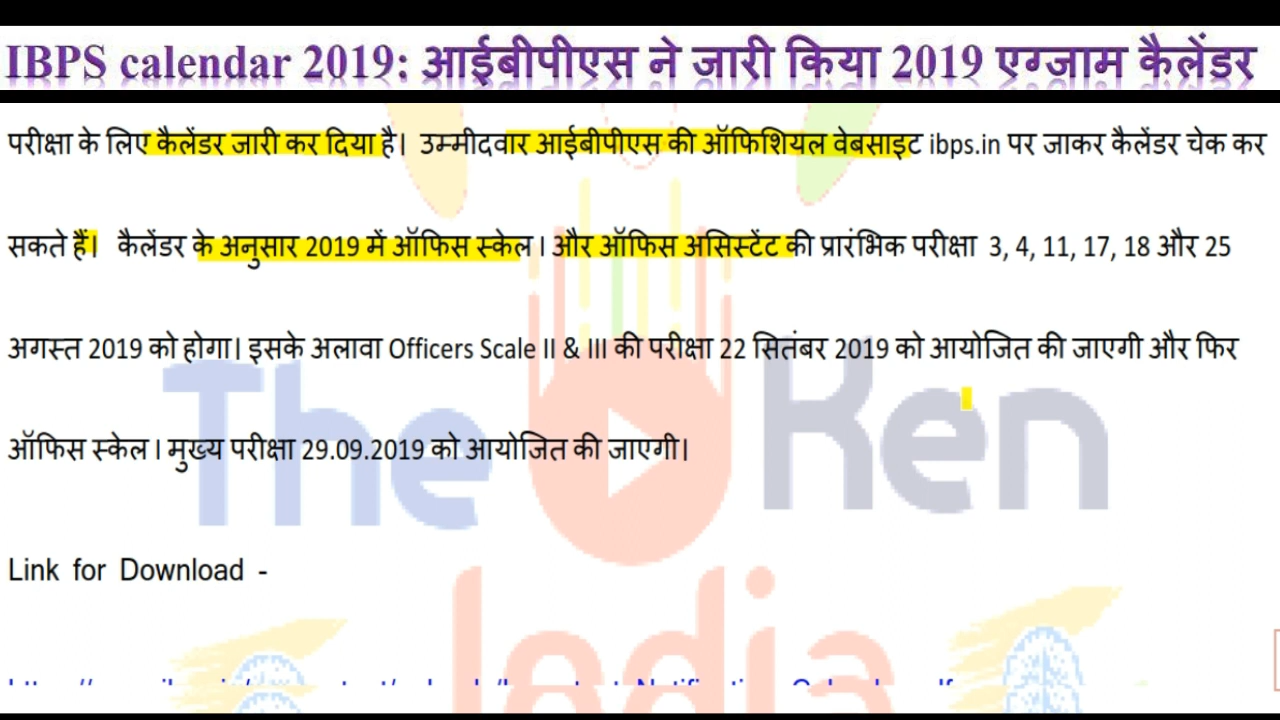 IBPS calendar 2019: आईबीपीएस ने जारी किया 2019 एग्जाम कैलेंडर
परीक्षा के लिए कैलेंडर जारी कर दिया है। उम्मीदवार आईबीपीएस की ऑफिशियल वेबसाइट ibps.in पर जाकर कैलेंडर चेक कर
सकते हैं। कैलेंडर के अनुसार 2019 में ऑफिस स्केल I और ऑफिस असिस्टेंट की प्रारंभिक परीक्षा 3, 4, 11, 17, 18 और 25
अगस्त 2019 को होगा। इसके अलावा Officers Scale II & III की परीक्षा 22 सितंबर 2019 को आयोजित की जाएगी और फिर
ऑफिस स्केल I मुख्य परीक्षा 29.09.2019 को आयोजित की जाएगी।
The Ken
India
Link for Download -